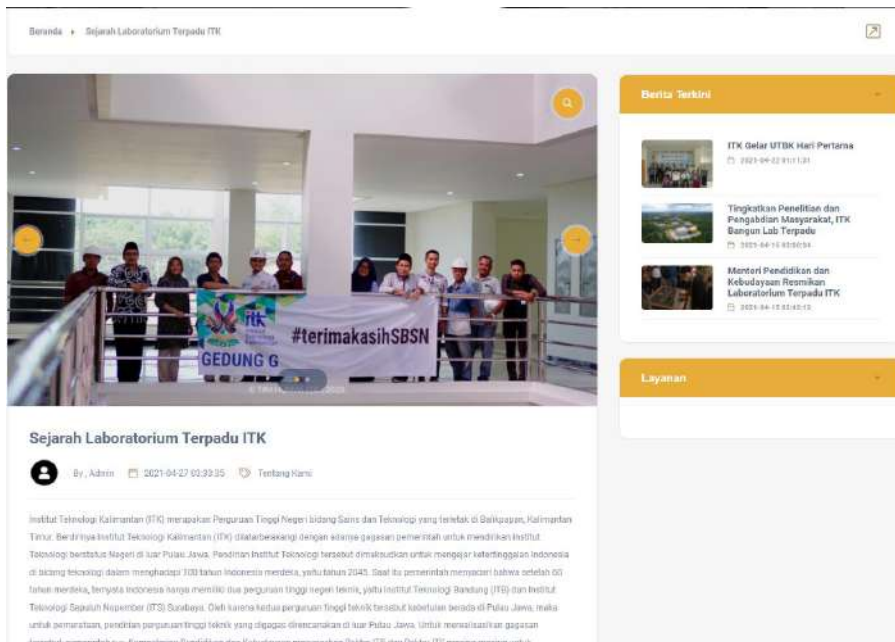 Beranda
Sejarah Laboratorium Terpadu ITK
itk
#terimakasihSBSN
GEDUNG G
Sejarah Laboratorium Terpadu ITK
By , Admin 2021-04-27 03:33:35 Tentang Kami
Institut Teknologi Kalimantan (ITK) merupakan Perguruan Tinggi Negeri bidang Sains dan Teknologi yang terletak di Balikpapan, Kalimantan
Timur. Berdirinya Institut Teknologi Kalimantan (ITK) dilatarbelakangi dengan adanya gagasan pemerintah untuk mendirikan Institut
Teknologi berstatus Negeri di luar Pulau Jawa. Pendirian Institut Teknologi tersebut dimaksudkan untuk mengejar ketertinggalan Indonesia
di bidang teknologi dalam menghadapi 100 tahun Indonesia merdeka, yaitu tahun 2045. Saat itu pemerintah menyadari bahwa setelah 60
tahun merdeka, ternyata Indonesia hanya memiliki dua perguruan tinggi negeri teknik, yaitu Institut Teknologi Bandung (ITB) dan Institut
Teknologi Sepuluh Nopember (ITS) Surabaya. Oleh karena kedua perguruan tinggi teknik tersebut kebetulan berada di Pulau Jawa, maka
untuk pemerataan, pendirian perguruan tinggi teknik yang digagas direncanakan di luar Pulau Jawa. Untuk merealisasikan gagasan
Berita Terkini
ITK Gelar UTBK Hari Pertama
Tingkatkan Penelitian dan
Pengabdian Masyarakat, ITK
Bangun Lab Terpadu
Menteri Pendidikan dan
Kebudayaan Resmikan
Laboratorium Terpadu ITK
Layanan